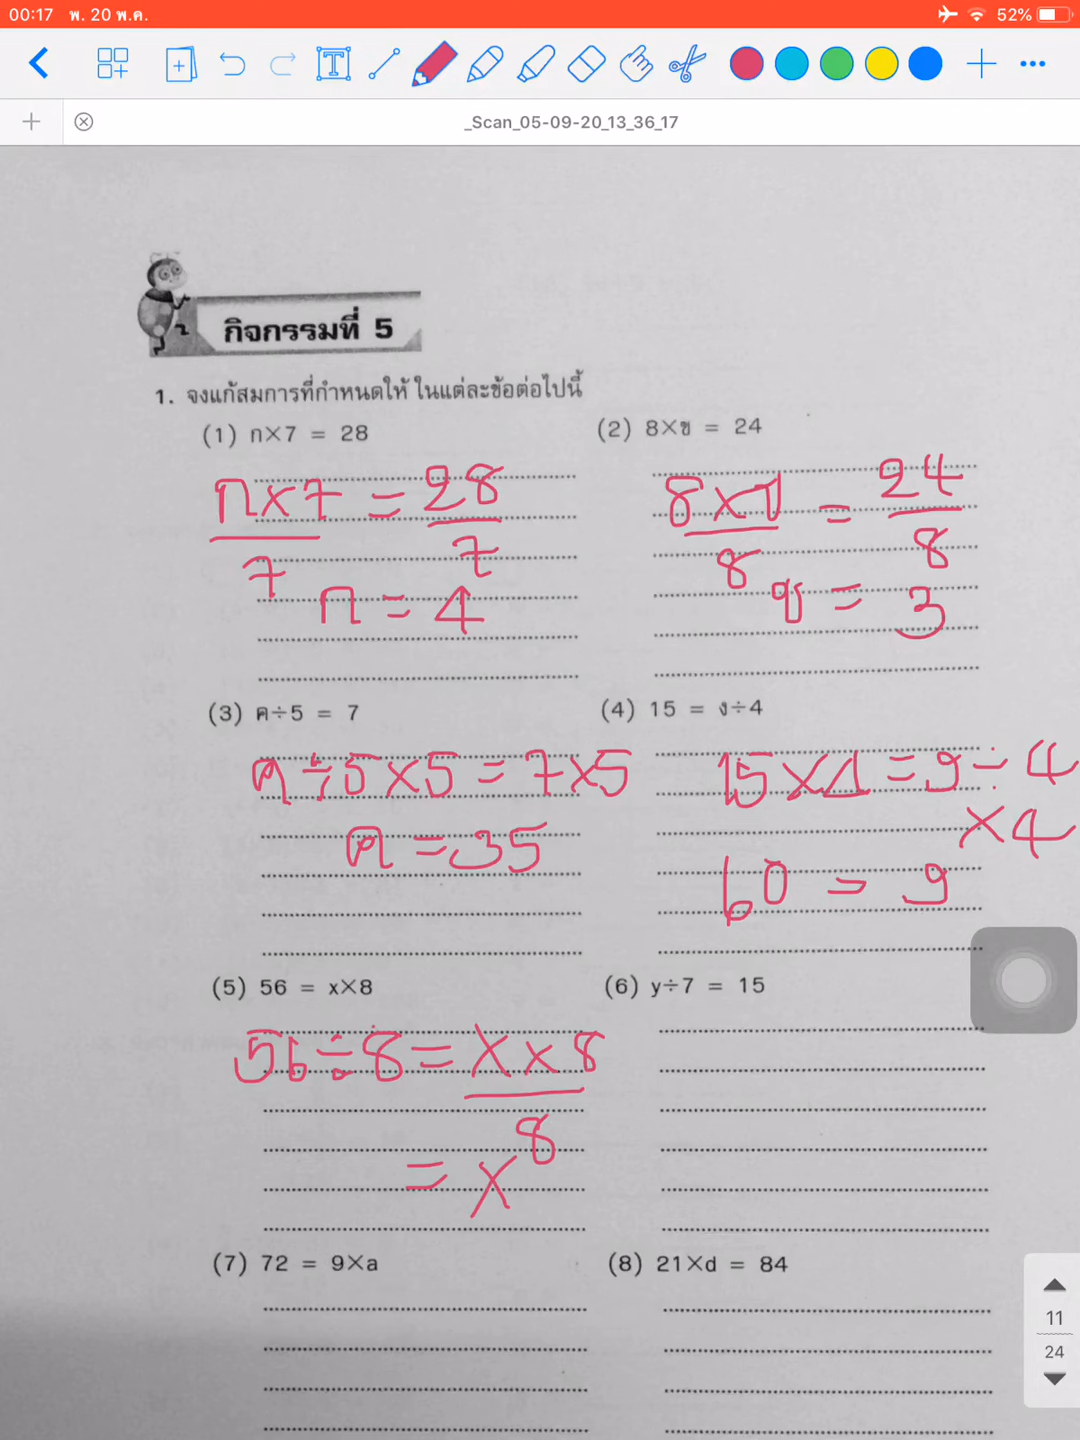 00:17 พ. 20 พ.ค. 52%
_Scan_05-09-20_13_36_17
กิจกรรมที่ 5
1. จงแก้สมการที่กำหนดให้ ในแต่ละข้อต่อไปนี้
(1) ก×7 = 28
ก×7 = 28
7 7
ก = 4
(2) 8×ข = 24
8×ข = 24
8 8
ข = 3
(3) ค÷5 = 7
ค÷5×5 = 7×5
ค = 35
(4) 15 = ง÷4
15×4 = ง÷4
×4
60 = ง
(5) 56 = x×8
56÷8 = x×8
8
= x
(6) y÷7 = 15
(7) 72 = 9×a
(8) 21×d = 84
11
24